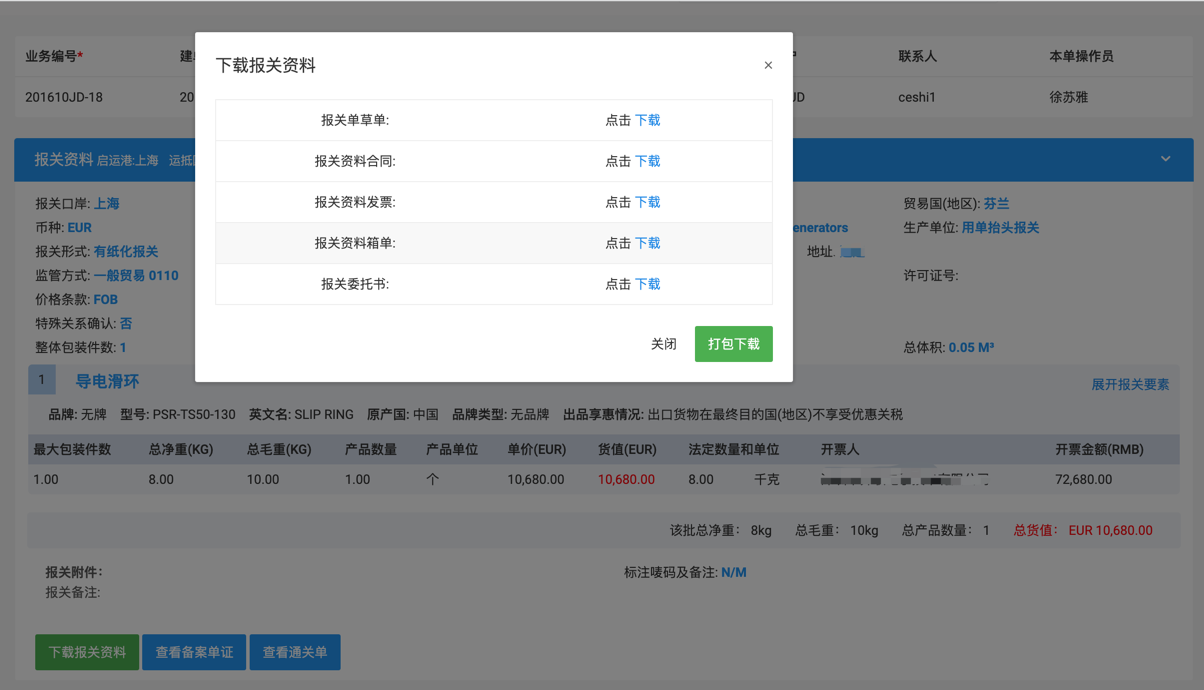 业务编号* 建 联系人 本单操作员
201610JD-18 20 JD ceshi1 徐苏雅
下载报关资料 ×
报关单草单: 点击 下载
报关资料合同: 点击 下载
报关资料发票: 点击 下载
报关资料箱单: 点击 下载
报关委托书: 点击 下载
关闭 打包下载
报关资料 启运港:上海 运抵
报关口岸: 上海 贸易国(地区): 芬兰
币种: EUR enerators 生产单位: 用单抬头报关
报关形式: 有纸化报关 地址.
监管方式: 一般贸易 0110 许可证号:
价格条款: FOB
特殊关系确认: 否
整体包装件数: 1 总体积: 0.05 M³
1 导电滑环 展开报关要素
品牌: 无牌 型号: PSR-TS50-130 英文名: SLIP RING 原产国: 中国 品牌类型: 无品牌 出品享惠情况: 出口货物在最终目的国(地区)不享受优惠关税
最大包装件数 总净重(KG) 总毛重(KG) 产品数量 产品单位 单价(EUR) 货值(EUR) 法定数量和单位 开票人 开票金额(RMB)
1.00 8.00 10.00 1.00 个 10,680.00 10,680.00 8.00 千克 72,680.00
该批总净重： 8kg 总毛重： 10kg 总产品数量： 1 总货值： EUR 10,680.00
报关附件： 标注唛码及备注: N/M
报关备注:
下载报关资料 查看备案单证 查看通关单